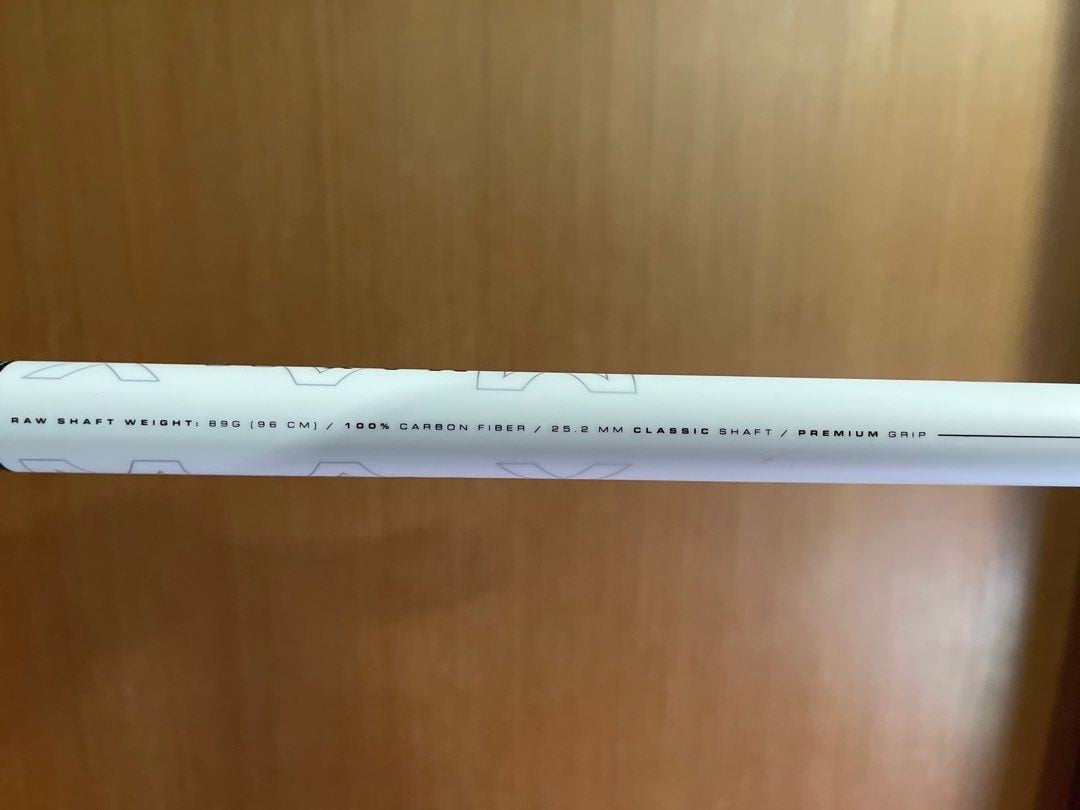 RAW SHAFT WEIGHT: 89G (96 CM) / 100% CARBON FIBER / 25.2 MM CLASSIC SHAFT / PREMIUM GRIP